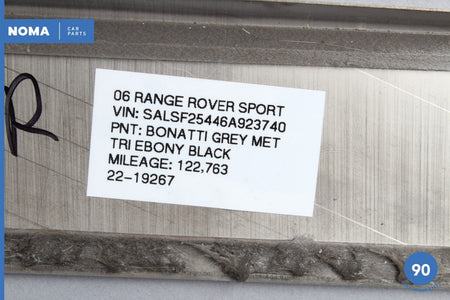 NOMA CAR PARTS
06 RANGE ROVER SPORT
VIN: SALSF25446A923740
PNT: BONATTI GREY MET
TRI EBONY BLACK
MILEAGE: 122,763
22-19267
90